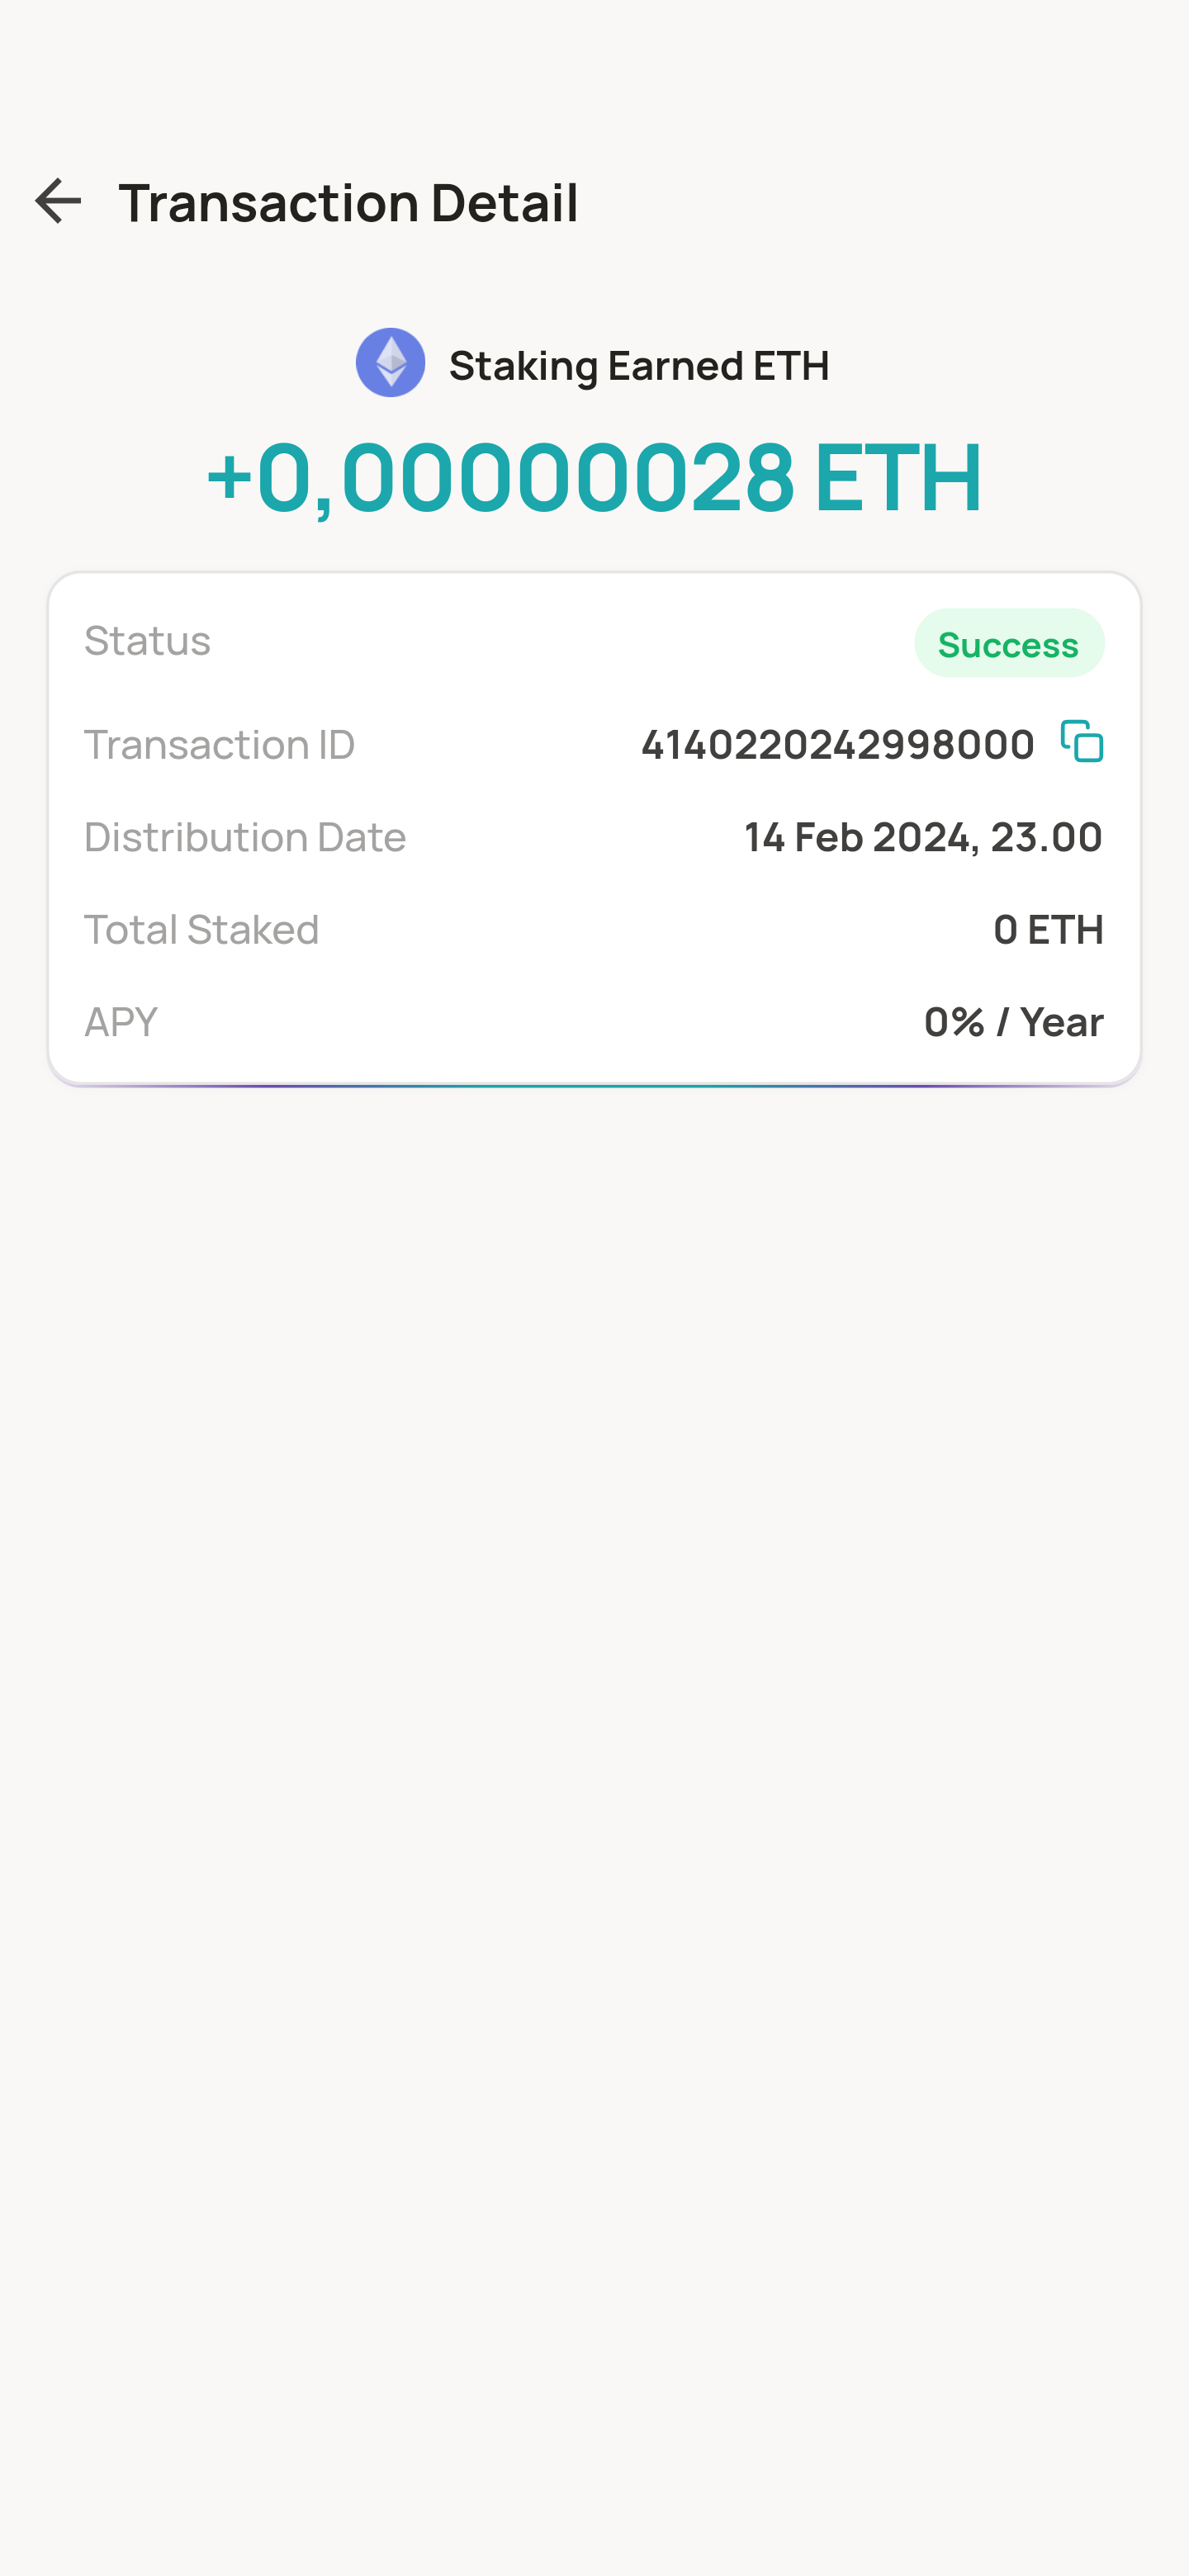 Transaction Detail
Staking Earned ETH
+0,00000028 ETH
Status Success
Transaction ID 4140220242998000
Distribution Date 14 Feb 2024, 23.00
Total Staked 0 ETH
APY 0% / Year